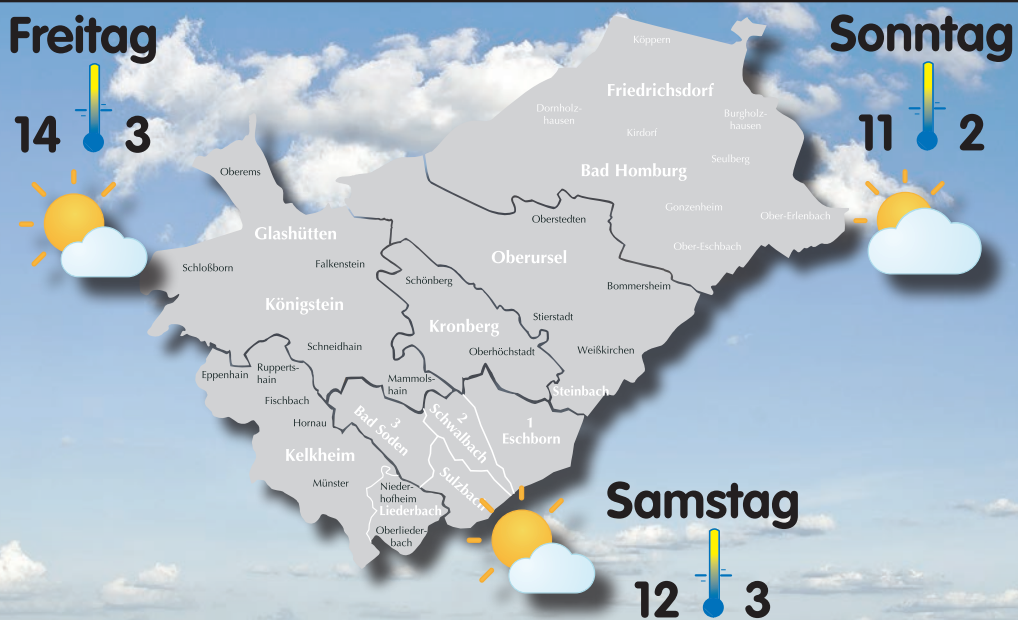 Freitag
14 3
Sonntag
11 2
Köppern
Friedrichsdorf
Dornholz-
hausen
Burgholz-
hausen
Kirdorf
Seulberg
Bad Homburg
Oberems
Gonzenheim
Oberstedten
Ober-Erlenbach
Glashütten
Ober-Eschbach
Oberursel
Schloßborn
Falkenstein
Schönberg
Bommersheim
Königstein
Stierstadt
Kronberg
Schneidhain
Oberhöchstadt
Weißkirchen
Eppenhain
Rupperts-
hain
Mammols-
hain
Steinbach
Fischbach
Hornau
3
Bad Soden
2
Schwalbach
1
Eschborn
Kelkheim
Münster
Nieder-
hofheim
Sulzbach
Liederbach
Oberlieder-
bach
Samstag
12 3